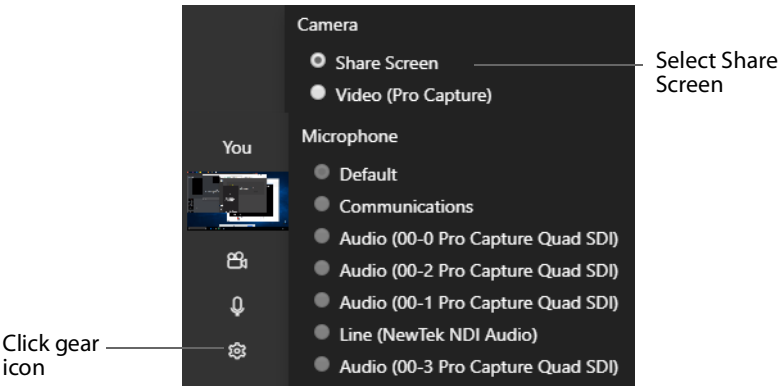 Camera
Share Screen
Video (Pro Capture)
Select Share
Screen
You
Microphone
Default
Communications
Audio (00-0 Pro Capture Quad SDI)
Audio (00-2 Pro Capture Quad SDI)
Audio (00-1 Pro Capture Quad SDI)
Line (NewTek NDI Audio)
Audio (00-3 Pro Capture Quad SDI)
Click gear
icon